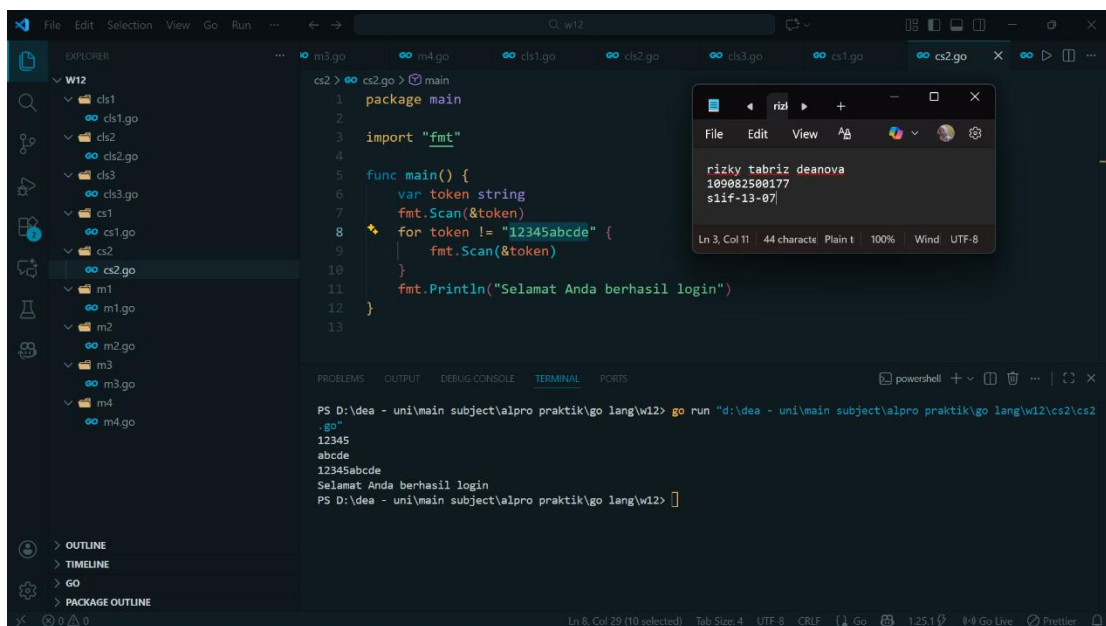 File Edit Selection View Go Run ...
w12
EXPLORER
W12
cls1
cls1.go
cls2
cls2.go
cls3
cls3.go
cs1
cs1.go
cs2
cs2.go
m1
m1.go
m2
m2.go
m3
m3.go
m4
m4.go
OUTLINE
TIMELINE
GO
PACKAGE OUTLINE
m3.go m4.go cls1.go cls2.go cls3.go cs1.go cs2.go
cs2 > cs2.go > main
1 package main
2
3 import "fmt"
4
5 func main() {
6 var token string
7 fmt.Scan(&token)
8 for token != "12345abcde" {
9 fmt.Scan(&token)
10 }
11 fmt.Println("Selamat Anda berhasil login")
12 }
13
rizk
File Edit View
rizky tabriz deanova
109082500177
s1if-13-07
Ln 3, Col 11 44 characte Plain t 100% Wind UTF-8
PROBLEMS OUTPUT DEBUG CONSOLE TERMINAL PORTS
powershell
PS D:\dea - uni\main subject\alpro praktik\go lang\w12> go run "d:\dea - uni\main subject\alpro praktik\go lang\w12\cs2\cs2
.go"
12345
abcde
12345abcde
Selamat Anda berhasil login
PS D:\dea - uni\main subject\alpro praktik\go lang\w12>
0 0 Ln 8, Col 29 (10 selected) Tab Size: 4 UTF-8 CRLF Go 1.25.1 Go Live Prettier